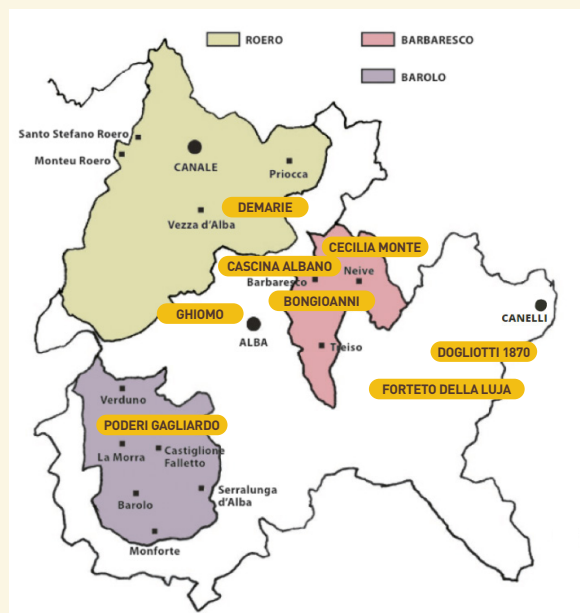 ROERO
BARBARESCO
BAROLO
Santo Stefano Roero
Monteu Roero
CANALE
Priocca
DEMARIE
Vezza d'Alba
CECILIA MONTE
CASCINA ALBANO
Barbaresco
Neive
BONGIOANNI
GHIOMO
ALBA
CANELLI
Treiso
DOGLIOTTI 1870
FORTETO DELLA LUJA
Verduno
PODERI GAGLIARDO
La Morra
Castiglione
Falletto
Barolo
Serralunga
d'Alba
Monforte